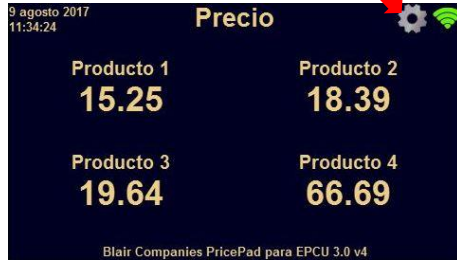 9 agosto 2017
11:34:24
Precio
Producto 1
15.25
Producto 2
18.39
Producto 3
19.64
Producto 4
66.69
Blair Companies PricePad para EPCU 3.0 v4